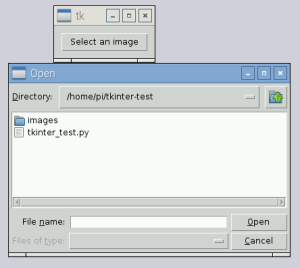 tk
Select an image
Open
Directory: /home/pi/tkinter-test
images
tkinter_test.py
File name: Open
Files of type: Cancel